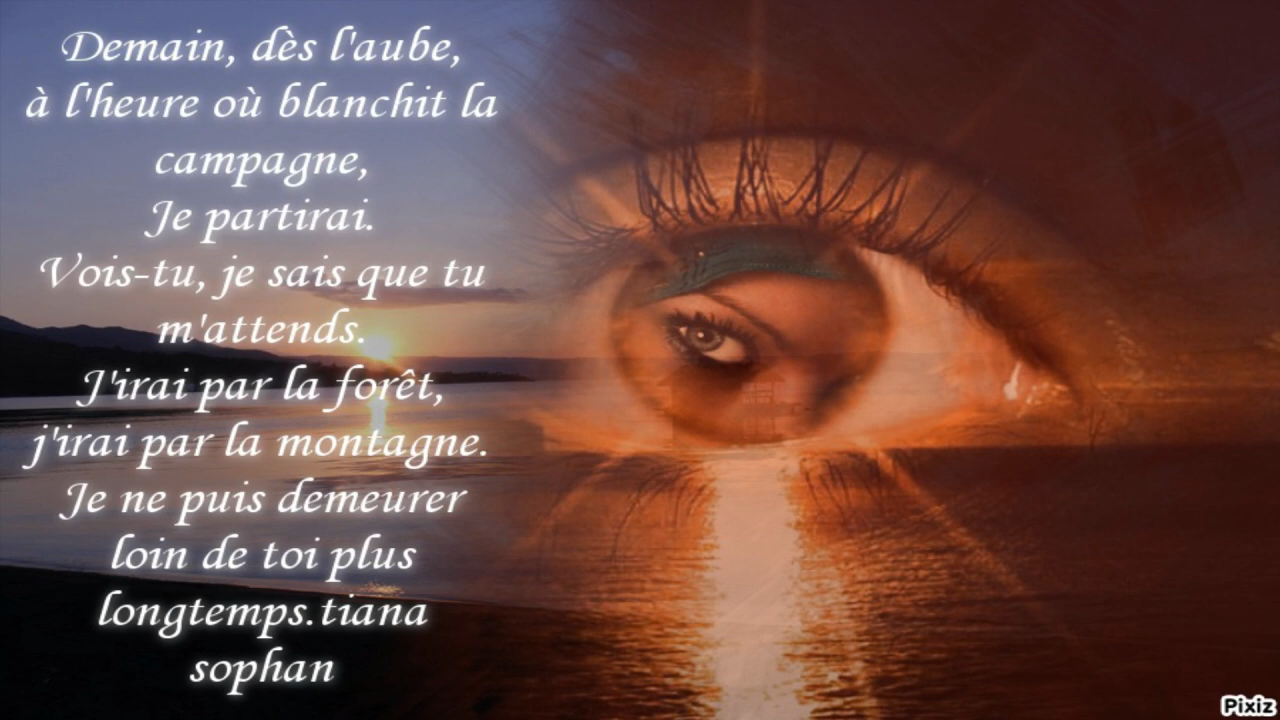 Demain, dès l'aube,
à l'heure où blanchit la
campagne,
Je partirai.
Vois-tu, je sais que tu
m'attends.
J'irai par la forêt,
j'irai par la montagne.
Je ne puis demeurer
loin de toi plus
longtemps.tiana
sophan
Pixiz